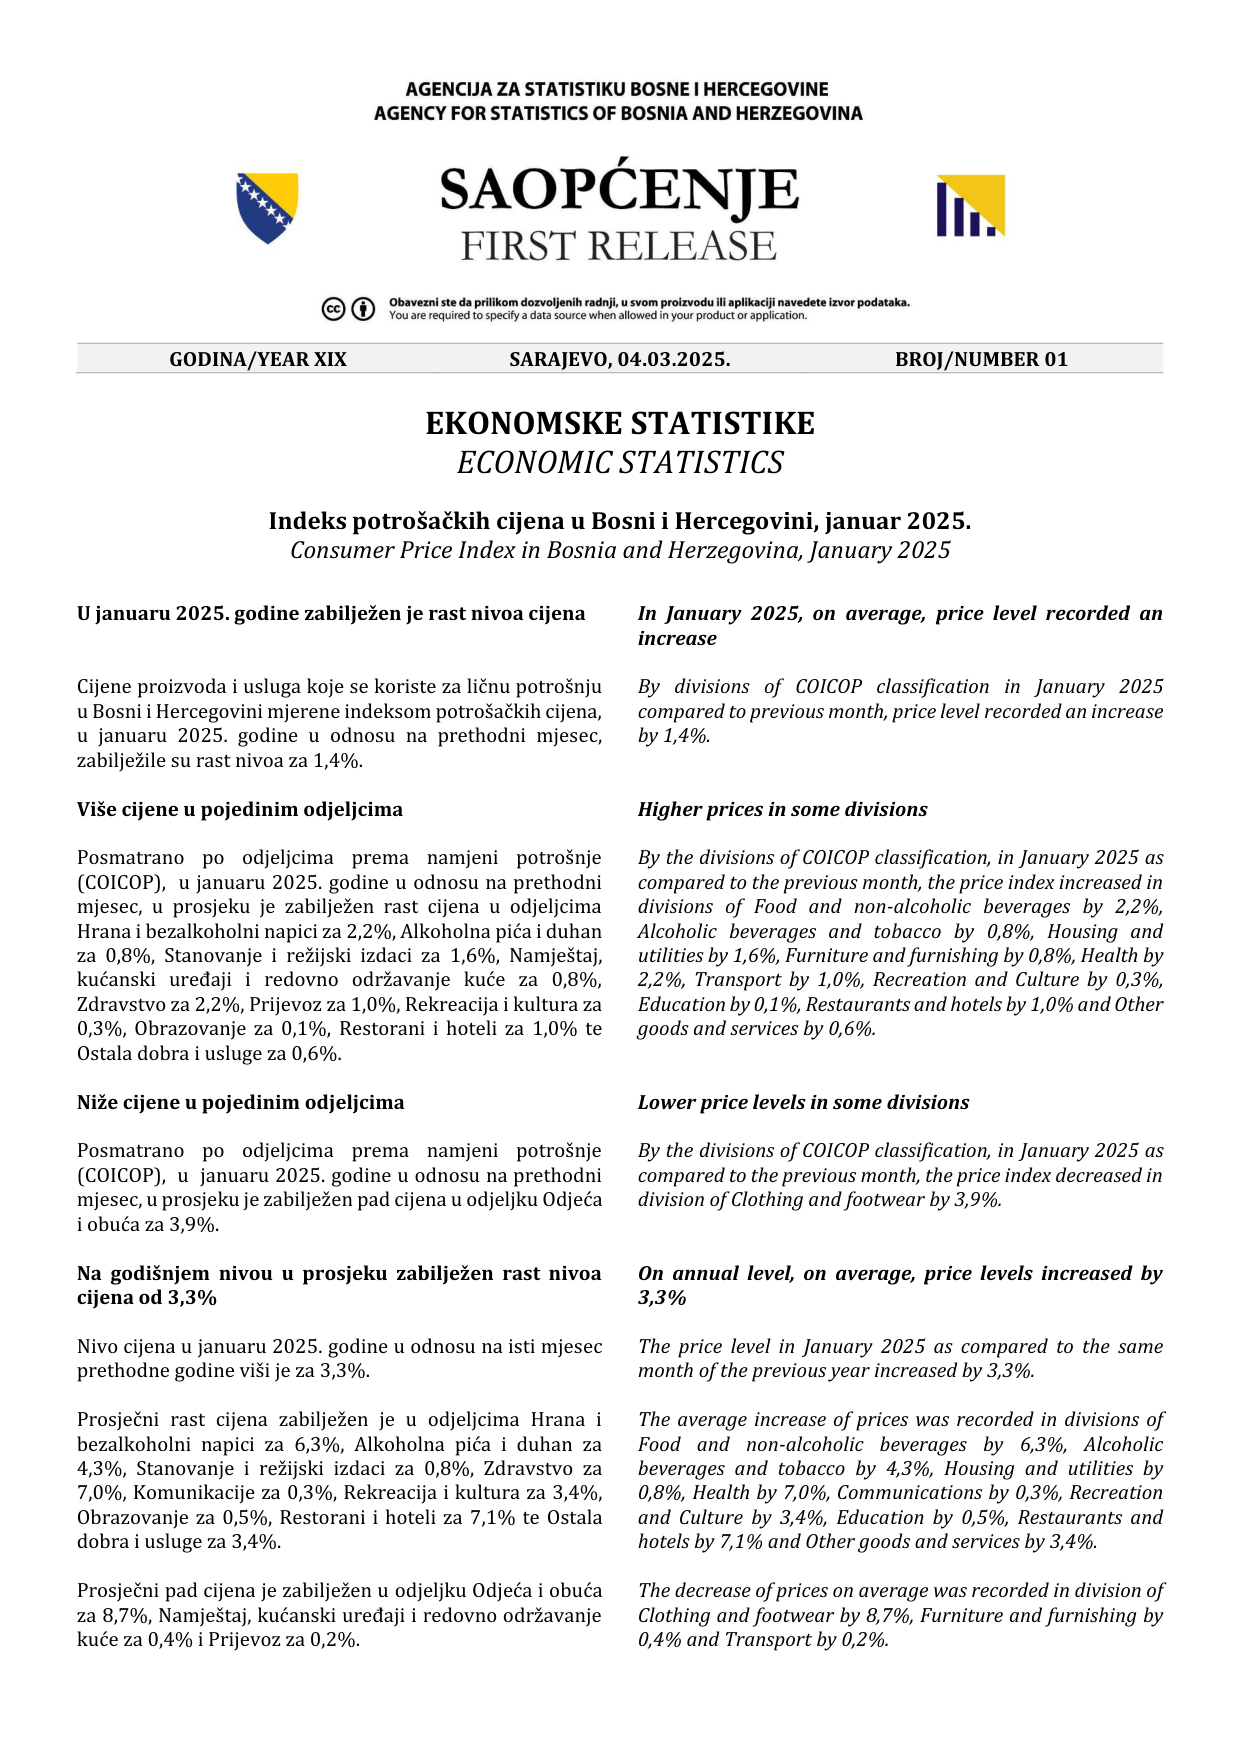 AGENCIJA ZA STATISTIKU BOSNE I HERCEGOVINE
AGENCY FOR STATISTICS OF BOSNIA AND HERZEGOVINA
SAOPĆENJE
FIRST RELEASE
cc
Obavezni ste da prilikom dozvoljenih radnji, u svom proizvodu ili aplikaciji navedete izvor podataka.
You are required to specify a data source when allowed in your product or application.
GODINA/YEAR XIX SARAJEVO, 04.03.2025. BROJ/NUMBER 01
EKONOMSKE STATISTIKE
ECONOMIC STATISTICS
Indeks potrošačkih cijena u Bosni i Hercegovini, januar 2025.
Consumer Price Index in Bosnia and Herzegovina, January 2025
U januaru 2025. godine zabilježen je rast nivoa cijena
Cijene proizvoda i usluga koje se koriste za ličnu potrošnju
u Bosni i Hercegovini mjerene indeksom potrošačkih cijena,
u januaru 2025. godine u odnosu na prethodni mjesec,
zabilježile su rast nivoa za 1,4%.
Više cijene u pojedinim odjeljcima
Posmatrano po odjeljcima prema namjeni potrošnje
(COICOP), u januaru 2025. godine u odnosu na prethodni
mjesec, u prosjeku je zabilježen rast cijena u odjeljcima
Hrana i bezalkoholni napici za 2,2%, Alkoholna pića i duhan
za 0,8%, Stanovanje i režijski izdaci za 1,6%, Namještaj,
kućanski uređaji i redovno održavanje kuće za 0,8%,
Zdravstvo za 2,2%, Prijevoz za 1,0%, Rekreacija i kultura za
0,3%, Obrazovanje za 0,1%, Restorani i hoteli za 1,0% te
Ostala dobra i usluge za 0,6%.
Niže cijene u pojedinim odjeljcima
Posmatrano po odjeljcima prema namjeni potrošnje
(COICOP), u januaru 2025. godine u odnosu na prethodni
mjesec, u prosjeku je zabilježen pad cijena u odjeljku Odjeća
i obuća za 3,9%.
Na godišnjem nivou u prosjeku zabilježen rast nivoa
cijena od 3,3%
Nivo cijena u januaru 2025. godine u odnosu na isti mjesec
prethodne godine viši je za 3,3%.
Prosječni rast cijena zabilježen je u odjeljcima Hrana i
bezalkoholni napici za 6,3%, Alkoholna pića i duhan za
4,3%, Stanovanje i režijski izdaci za 0,8%, Zdravstvo za
7,0%, Komunikacije za 0,3%, Rekreacija i kultura za 3,4%,
Obrazovanje za 0,5%, Restorani i hoteli za 7,1% te Ostala
dobra i usluge za 3,4%.
Prosječni pad cijena je zabilježen u odjeljku Odjeća i obuća
za 8,7%, Namještaj, kućanski uređaji i redovno održavanje
kuće za 0,4% i Prijevoz za 0,2%.
In January 2025, on average, price level recorded an
increase
By divisions of COICOP classification in January 2025
compared to previous month, price level recorded an increase
by 1,4%.
Higher prices in some divisions
By the divisions of COICOP classification, in January 2025 as
compared to the previous month, the price index increased in
divisions of Food and non-alcoholic beverages by 2,2%,
Alcoholic beverages and tobacco by 0,8%, Housing and
utilities by 1,6%, Furniture and furnishing by 0,8%, Health by
2,2%, Transport by 1,0%, Recreation and Culture by 0,3%,
Education by 0,1%, Restaurants and hotels by 1,0% and Other
goods and services by 0,6%.
Lower price levels in some divisions
By the divisions of COICOP classification, in January 2025 as
compared to the previous month, the price index decreased in
division of Clothing and footwear by 3,9%.
On annual level, on average, price levels increased by
3,3%
The price level in January 2025 as compared to the same
month of the previous year increased by 3,3%.
The average increase of prices was recorded in divisions of
Food and non-alcoholic beverages by 6,3%, Alcoholic
beverages and tobacco by 4,3%, Housing and utilities by
0,8%, Health by 7,0%, Communications by 0,3%, Recreation
and Culture by 3,4%, Education by 0,5%, Restaurants and
hotels by 7,1% and Other goods and services by 3,4%.
The decrease of prices on average was recorded in division of
Clothing and footwear by 8,7%, Furniture and furnishing by
0,4% and Transport by 0,2%.